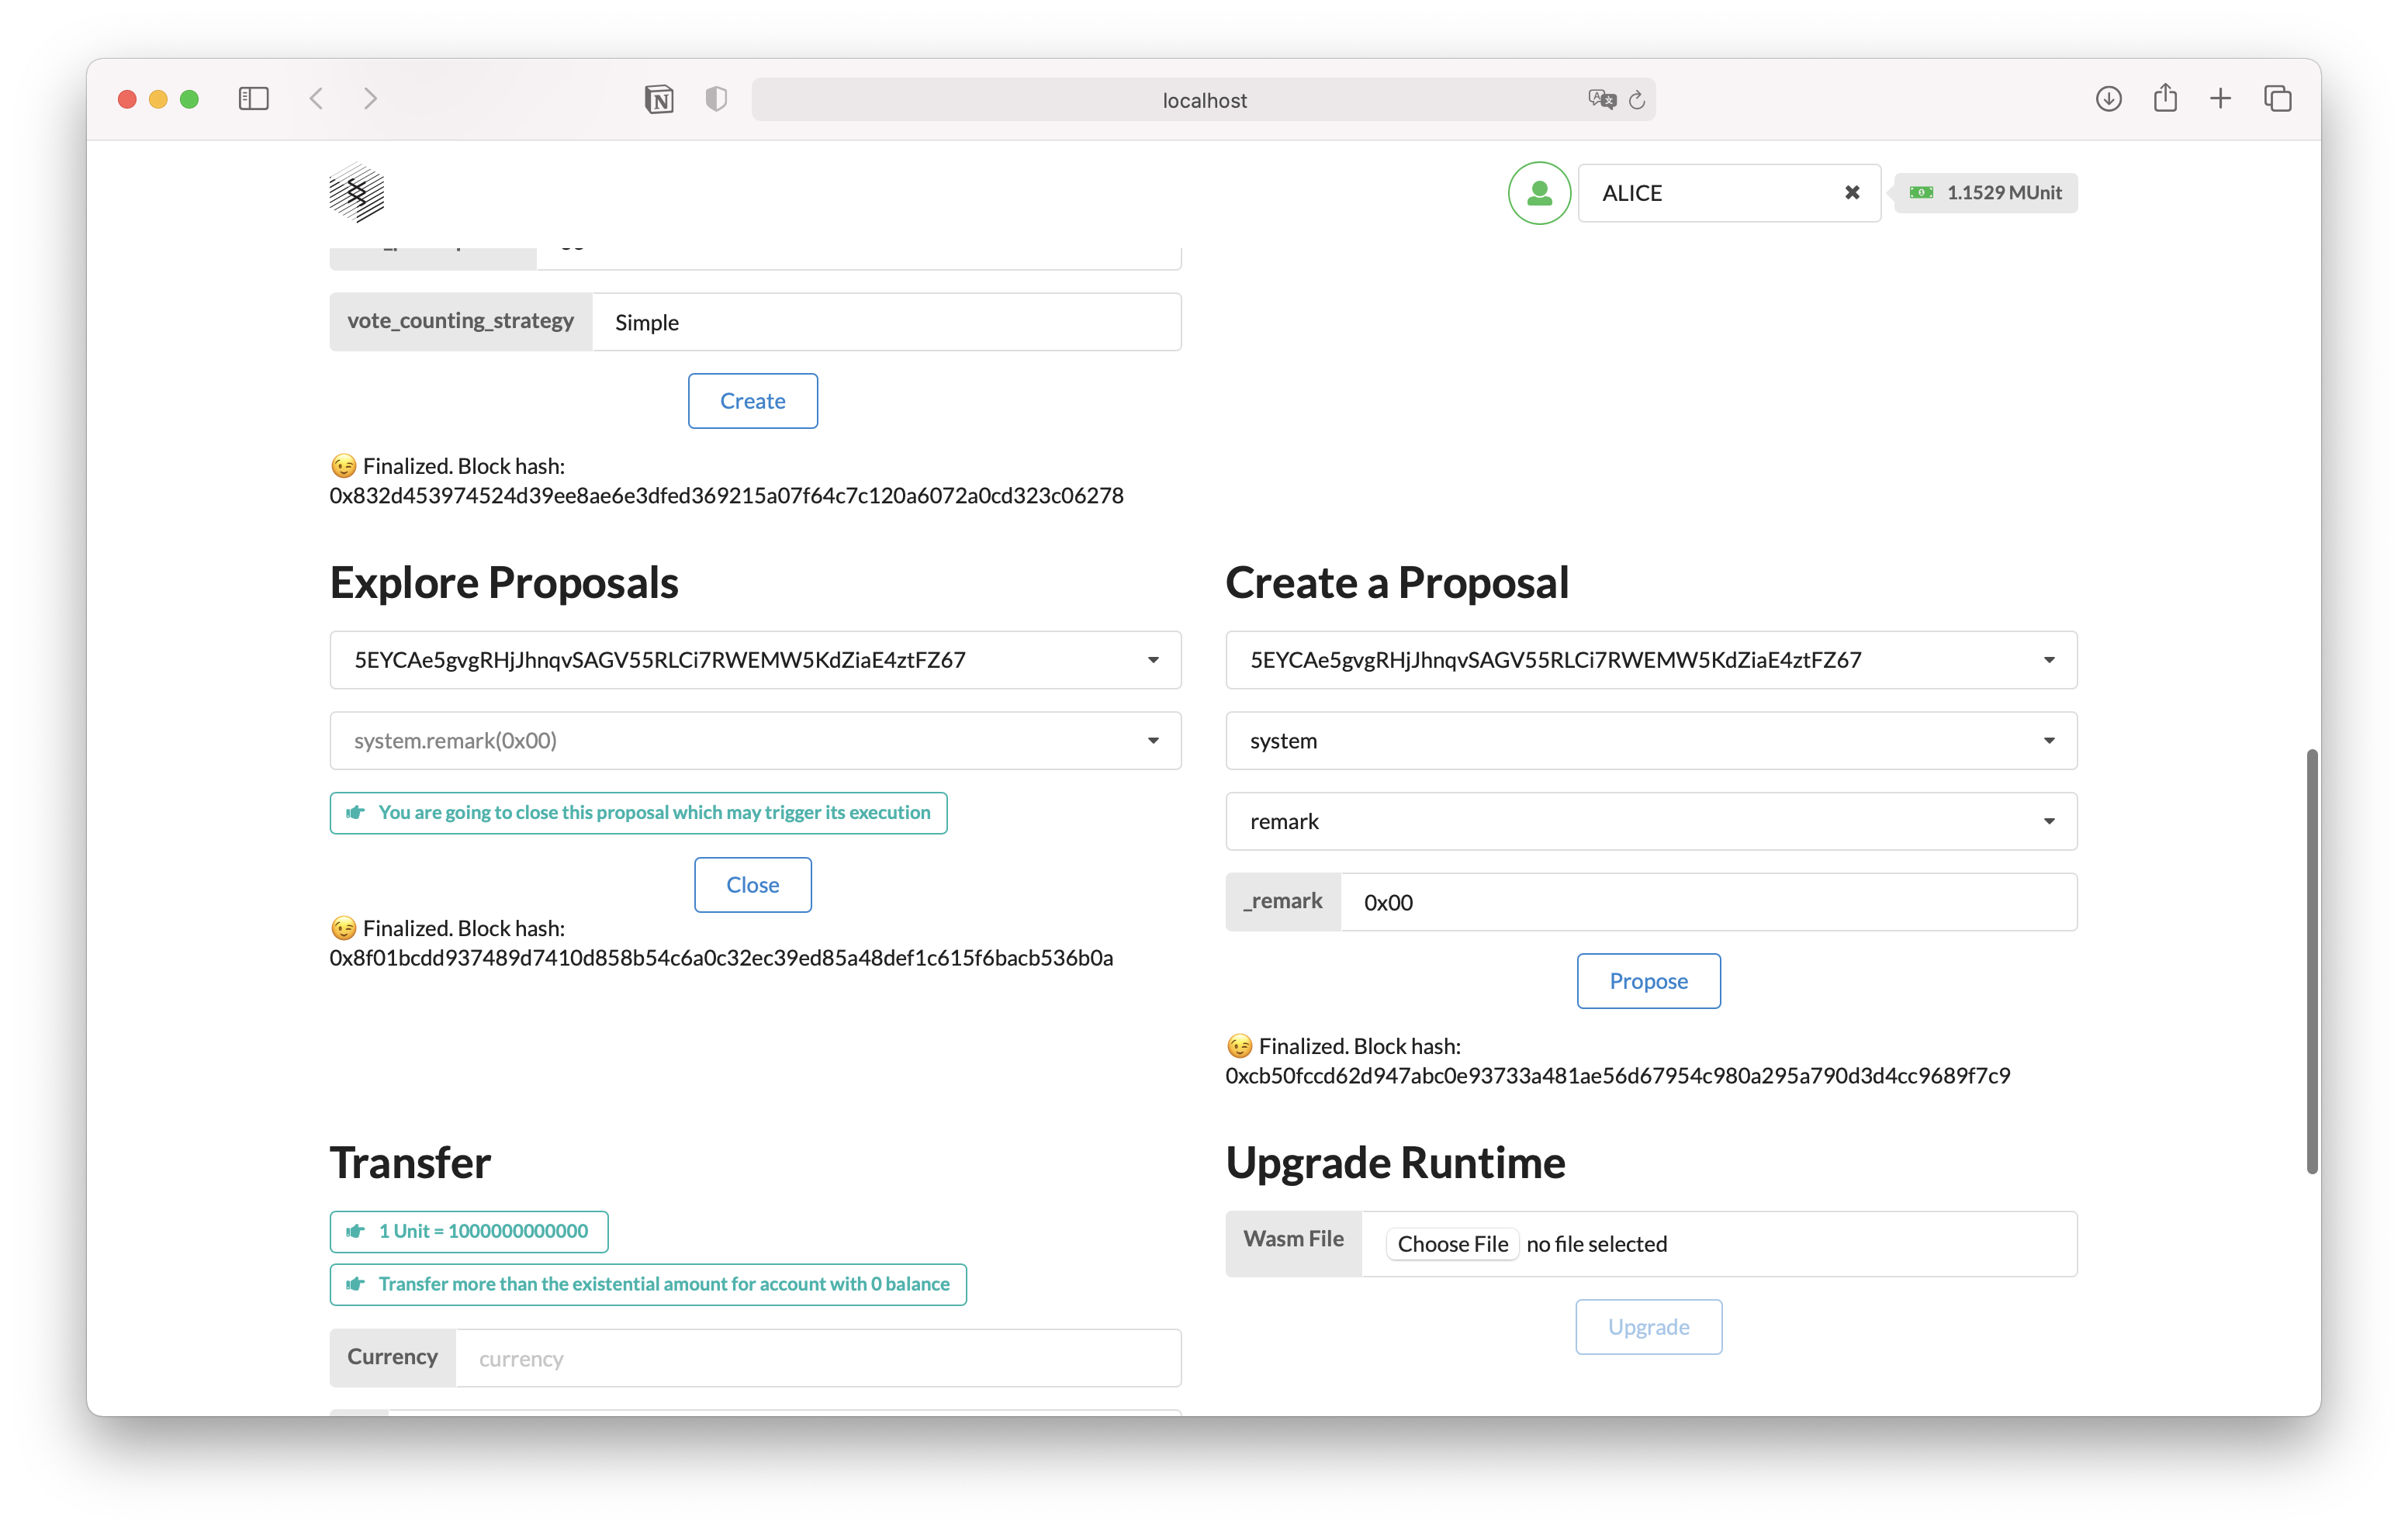 localhost
ALICE
1.1529 MUnit
vote_counting_strategy
Simple
Create
😉 Finalized. Block hash:
0x832d453974524d39ee8ae6e3dfed369215a07f64c7c120a6072a0cd323c06278
Explore Proposals
5EYCAe5gvgRHjJhnqvSAGV55RLCi7RWEMW5KdZiaE4ztFZ67
system.remark(0x00)
You are going to close this proposal which may trigger its execution
Close
😉 Finalized. Block hash:
0x8f01bcdd937489d7410d858b54c6a0c32ec39ed85a48def1c615f6bacb536b0a
Create a Proposal
5EYCAe5gvgRHjJhnqvSAGV55RLCi7RWEMW5KdZiaE4ztFZ67
system
remark
_remark
0x00
Propose
😉 Finalized. Block hash:
0xcb50fccd62d947abc0e93733a481ae56d67954c980a295a790d3d4cc9689f7c9
Transfer
1 Unit = 1000000000000
Transfer more than the existential amount for account with 0 balance
Currency
currency
Upgrade Runtime
Wasm File
Choose File no file selected
Upgrade